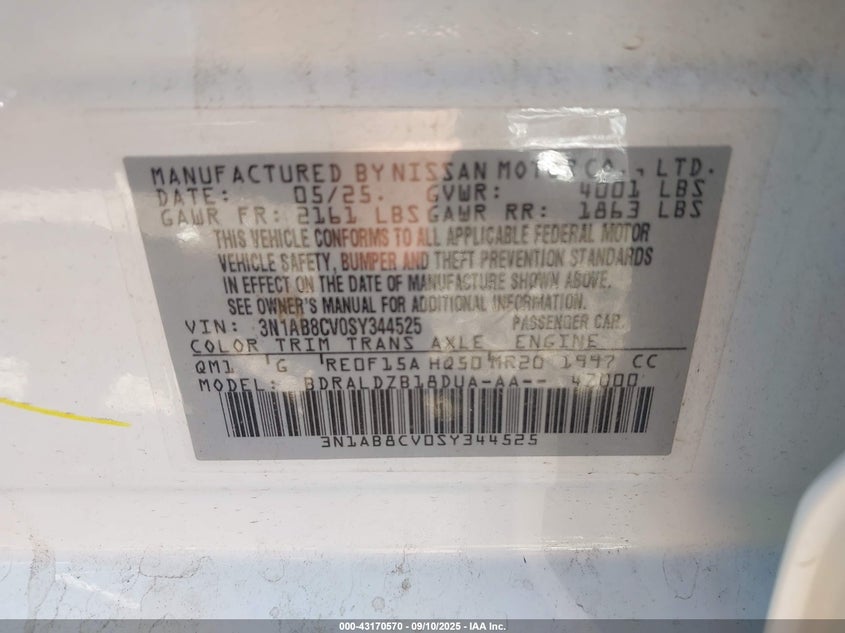 MANUFACTURED BY NISSAN MOTOR CO., LTD.
DATE: 05/25. GVWR: 4001 LBS
GAWR FR: 2161 LBS GAWR RR: 1863 LBS
THIS VEHICLE CONFORMS TO ALL APPLICABLE FEDERAL MOTOR
VEHICLE SAFETY, BUMPER AND THEFT PREVENTION STANDARDS
IN EFFECT ON THE DATE OF MANUFACTURE SHOWN ABOVE.
SEE OWNER'S MANUAL FOR ADDITIONAL INFORMATION.
VIN: 3N1AB8CV0SY344525 PASSENGER CAR.
COLOR TRIM TRANS AXLE ENGINE
QM1 G RE0F15A HQ50 MR20 1997 CC
MODEL: BDRALDZB18DUA-AA-- 47000
3N1AB8CV0SY344525
000-43170570 — 09/10/2025 — IAA Inc.